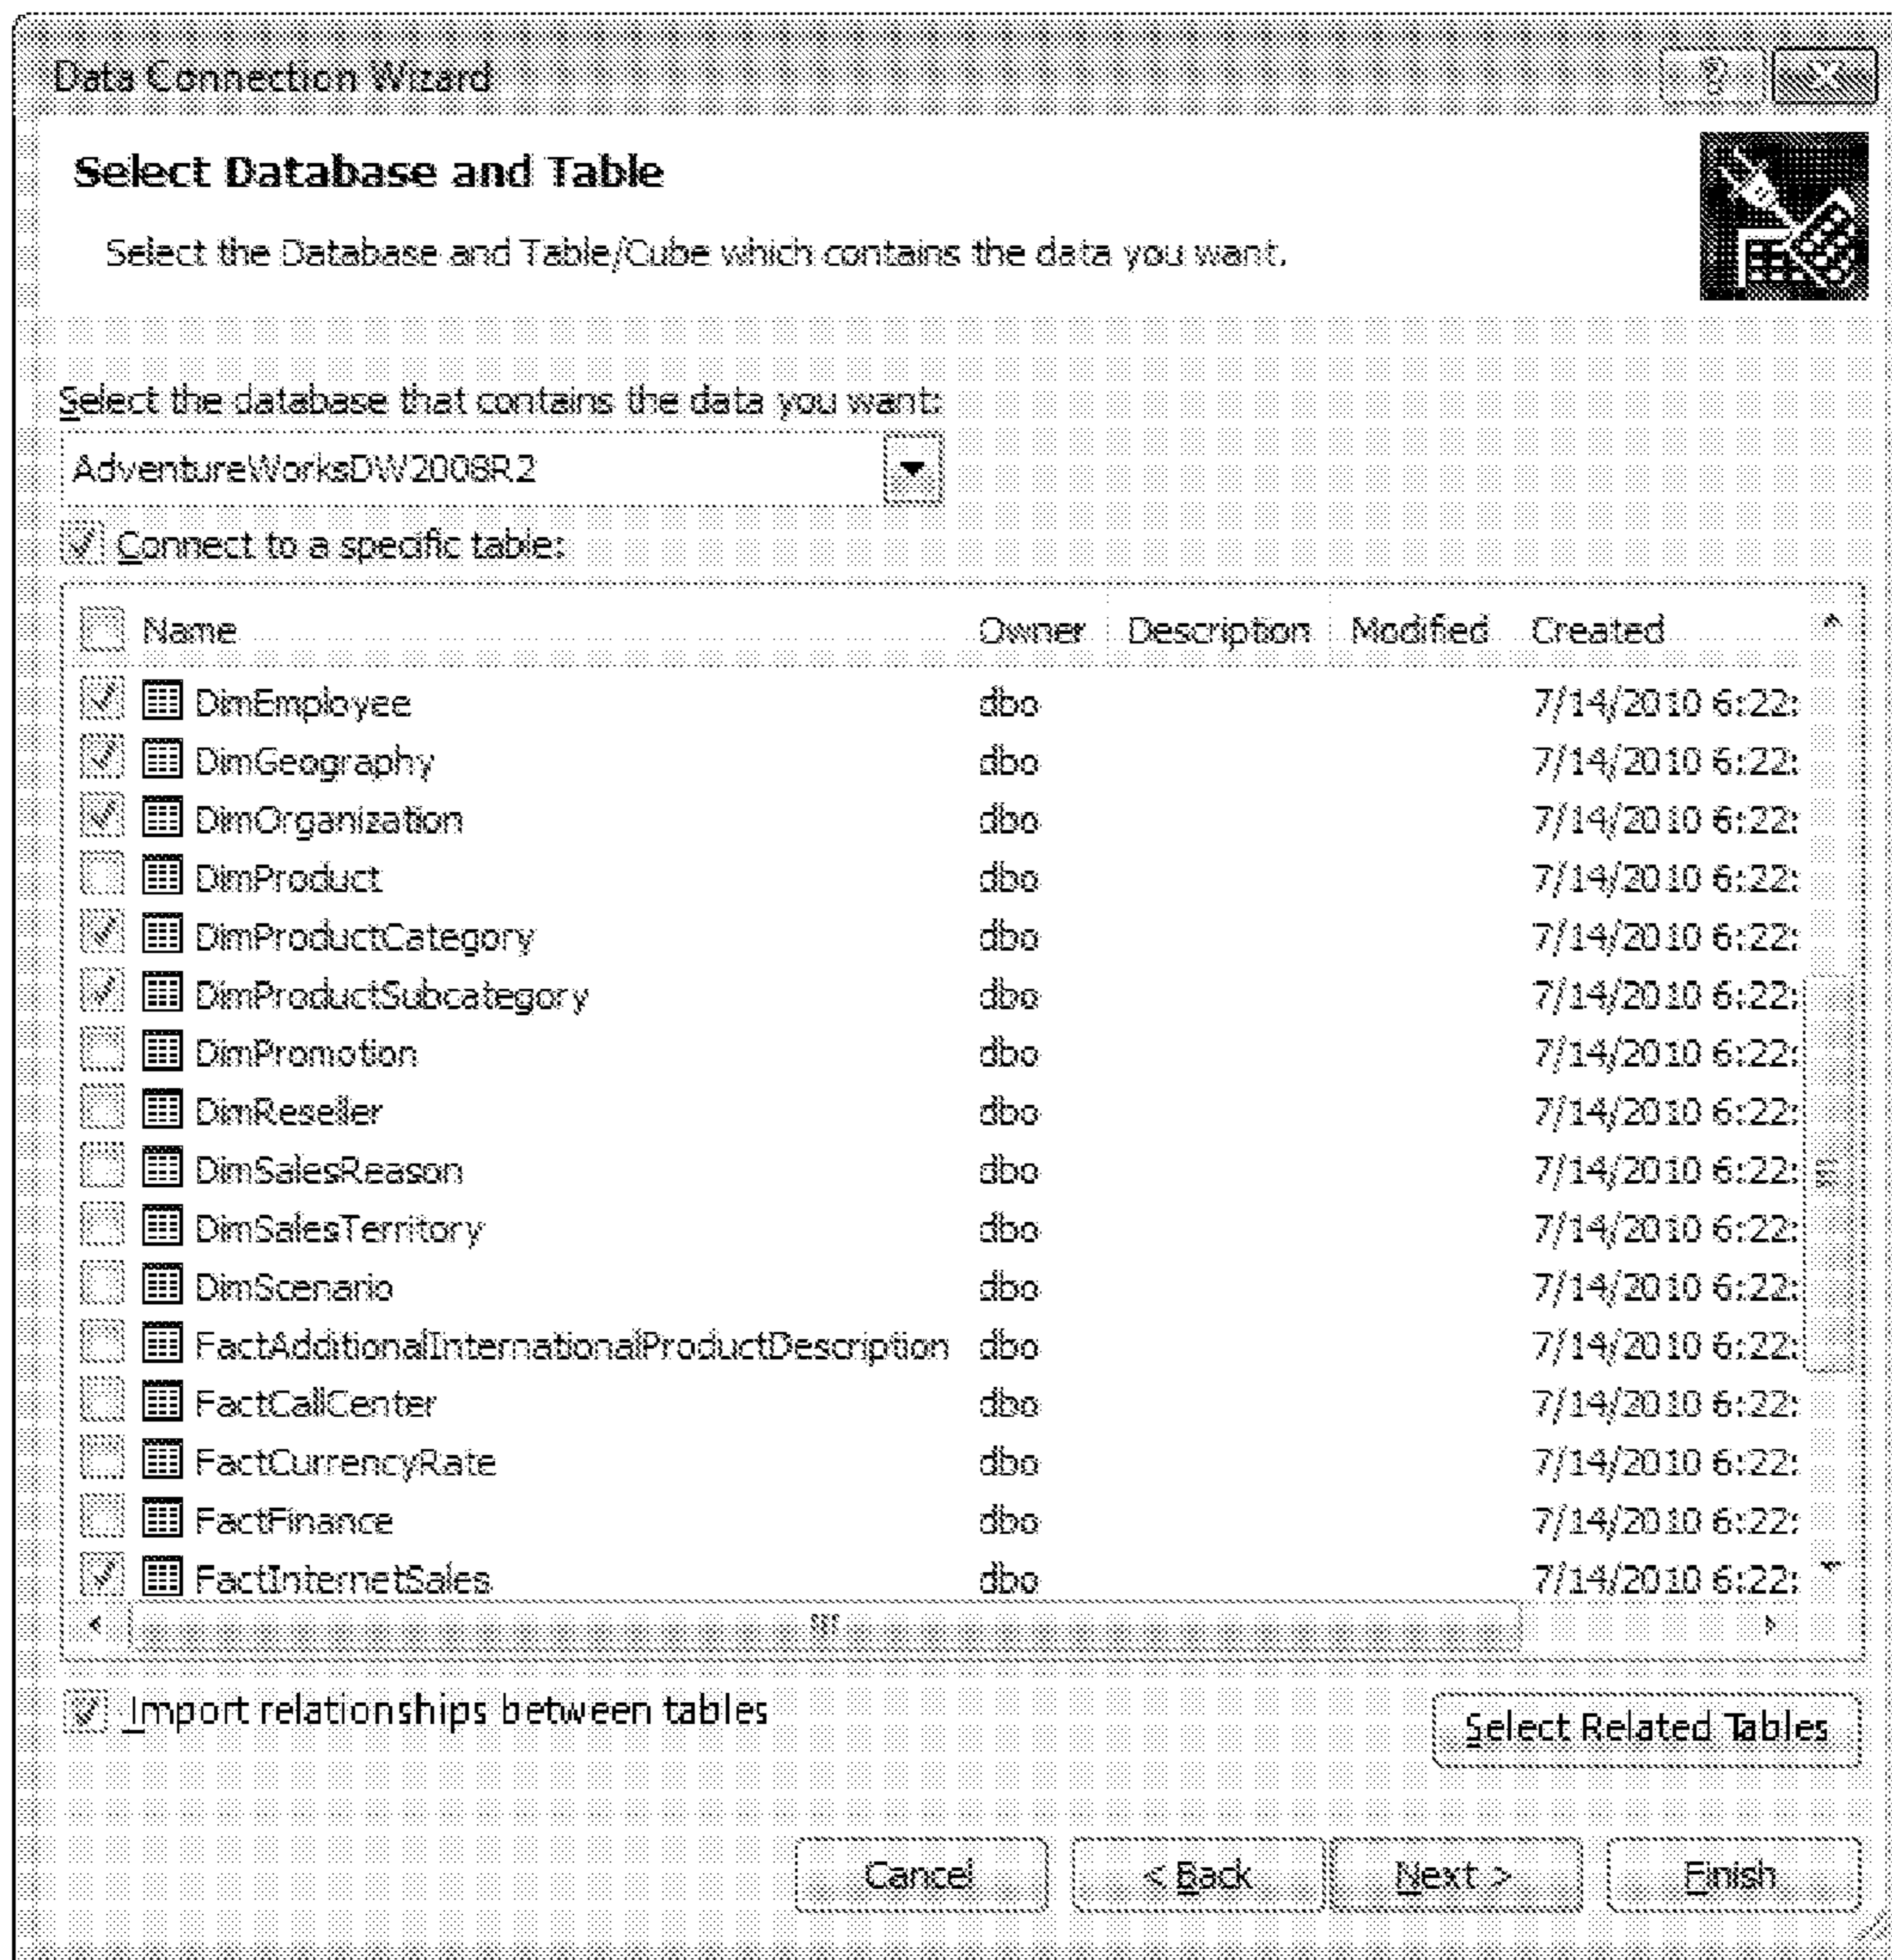 Data Connection Wizard
Select Database and Table
Select the Database and Table/Cube which contains the data you want.
Select the database that contains the data you want:
AdventureWorksDW2008R2
Connect to a specific table:
Name Owner Description Modified Created
DimEmployee dbo 7/14/2010 6:22:
DimGeography dbo 7/14/2010 6:22:
DimOrganization dbo 7/14/2010 6:22:
DimProduct dbo 7/14/2010 6:22:
DimProductCategory dbo 7/14/2010 6:22:
DimProductSubcategory dbo 7/14/2010 6:22:
DimPromotion dbo 7/14/2010 6:22:
DimReseller dbo 7/14/2010 6:22:
DimSalesReason dbo 7/14/2010 6:22:
DimSalesTerritory dbo 7/14/2010 6:22:
DimScenario dbo 7/14/2010 6:22:
FactAdditionalInternationalProductDescription dbo 7/14/2010 6:22:
FactCallCenter dbo 7/14/2010 6:22:
FactCurrencyRate dbo 7/14/2010 6:22:
FactFinance dbo 7/14/2010 6:22:
FactInternetSales dbo 7/14/2010 6:22:
Import relationships between tables
Select Related Tables
Cancel < Back Next > Finish